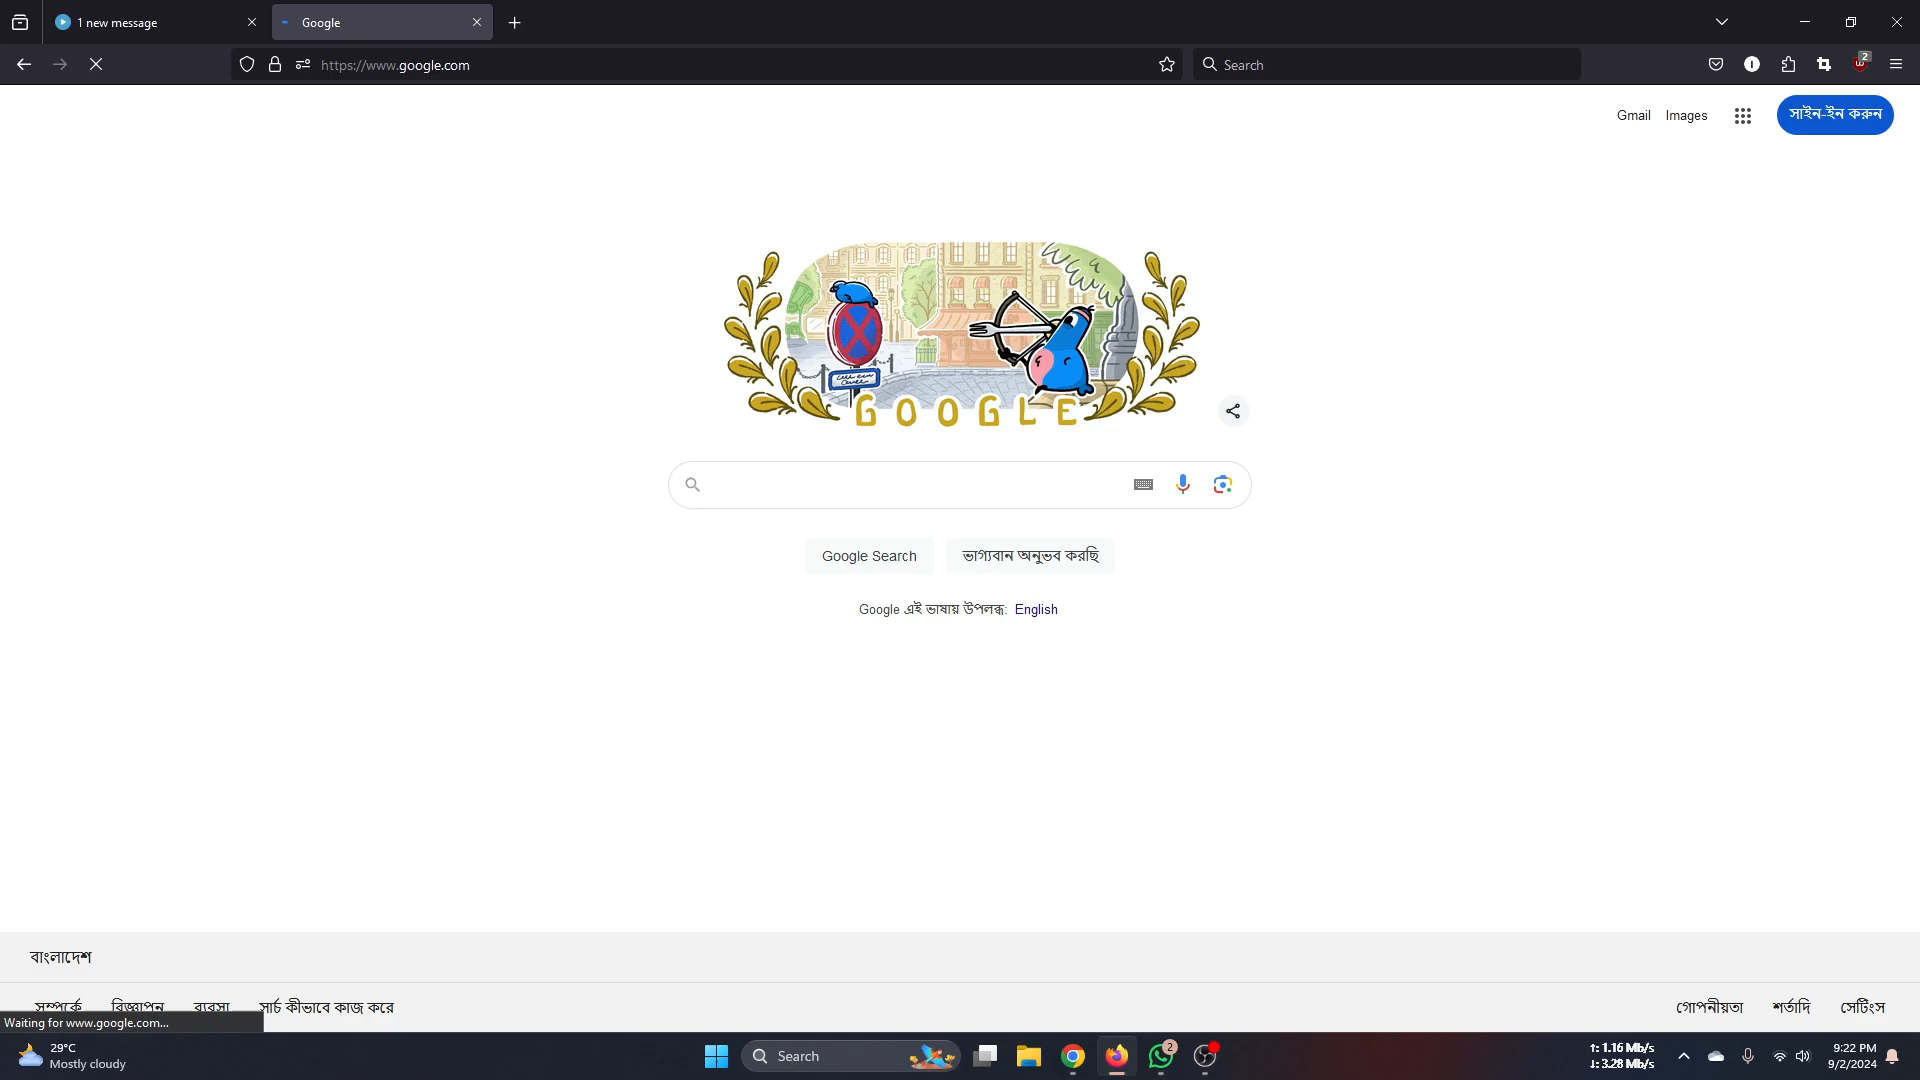 1 new message
Google
https://www.google.com
Search
2
Gmail
Images
সাইন-ইন করুন
GOOGLE
Google Search
ভাগ্যবান অনুভব করছি
Google এই ভাষায় উপলব্ধ: English
বাংলাদেশ
সম্পর্কে
বিজ্ঞাপন
ব্যবসা
সার্চ কীভাবে কাজ করে
গোপনীয়তা
শর্তাদি
সেটিংস
Waiting for www.google.com...
29°C
Mostly cloudy
Search
2
↑: 1.16 Mb/s
↓: 3.28 Mb/s
9:22 PM
9/2/2024